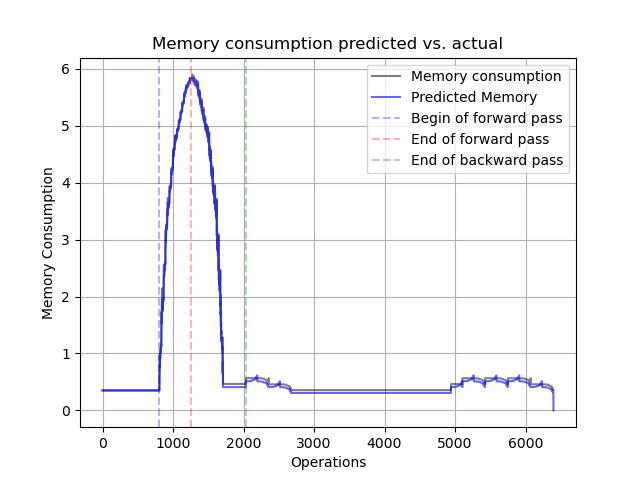 Memory consumption predicted vs. actual
Memory consumption
Predicted Memory
Begin of forward pass
End of forward pass
End of backward pass
Memory Consumption
6
5
4
3
2
1
0
0 1000 2000 3000 4000 5000 6000
Operations